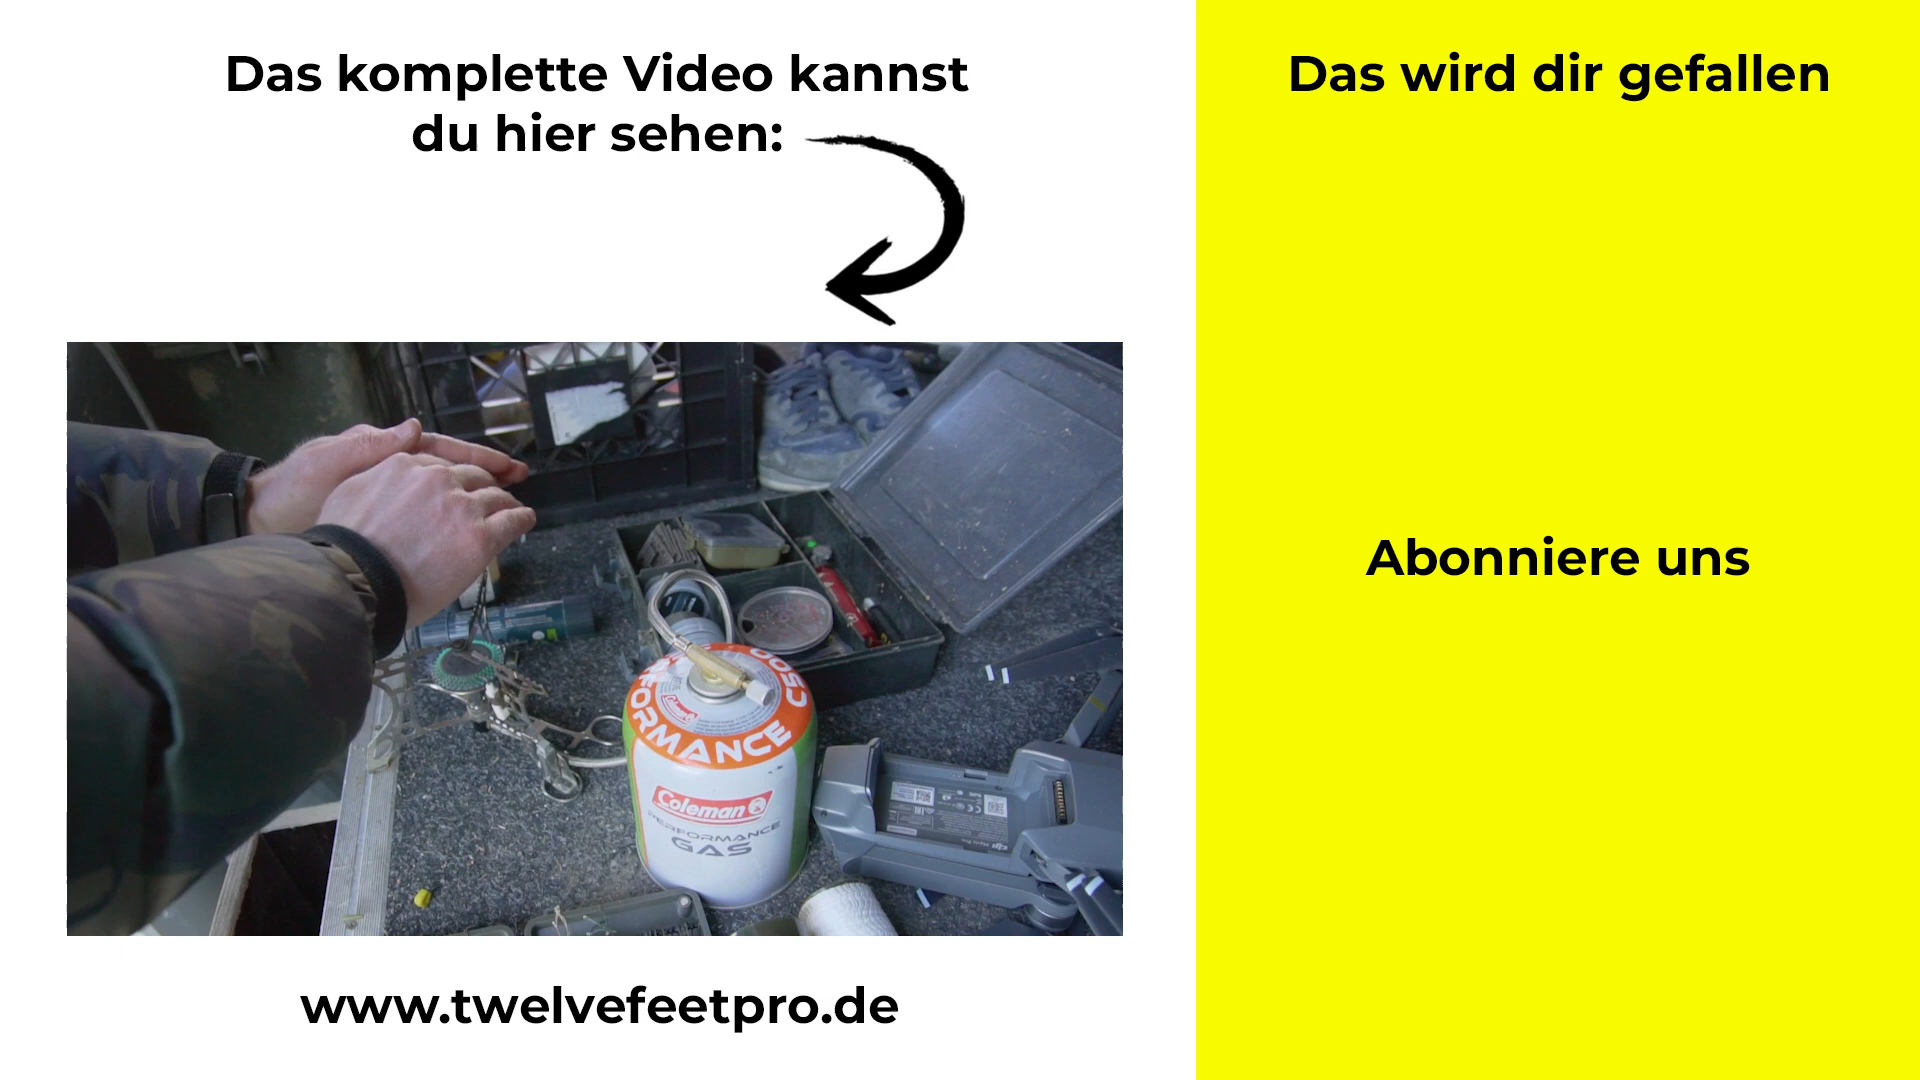 Das komplette Video kannst
du hier sehen:
Das wird dir gefallen
Abonniere uns
C500
PERFORMANCE
Coleman
PERFORMANCE
GAS
www.twelvefeetpro.de